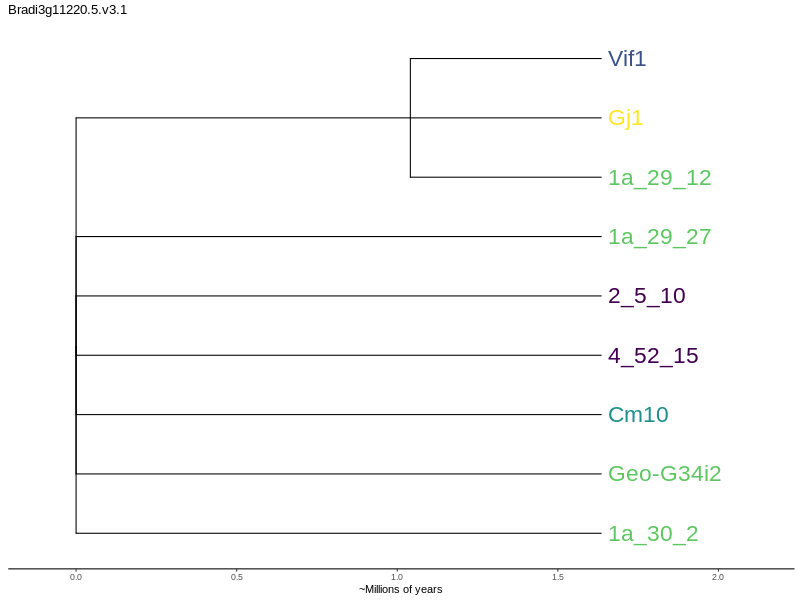 Bradi3g11220.5.v3.1
Vif1
Gj1
1a_29_12
1a_29_27
2_5_10
4_52_15
Cm10
Geo-G34i2
1a_30_2
0.0 0.5 1.0 1.5 2.0
~Millions of years